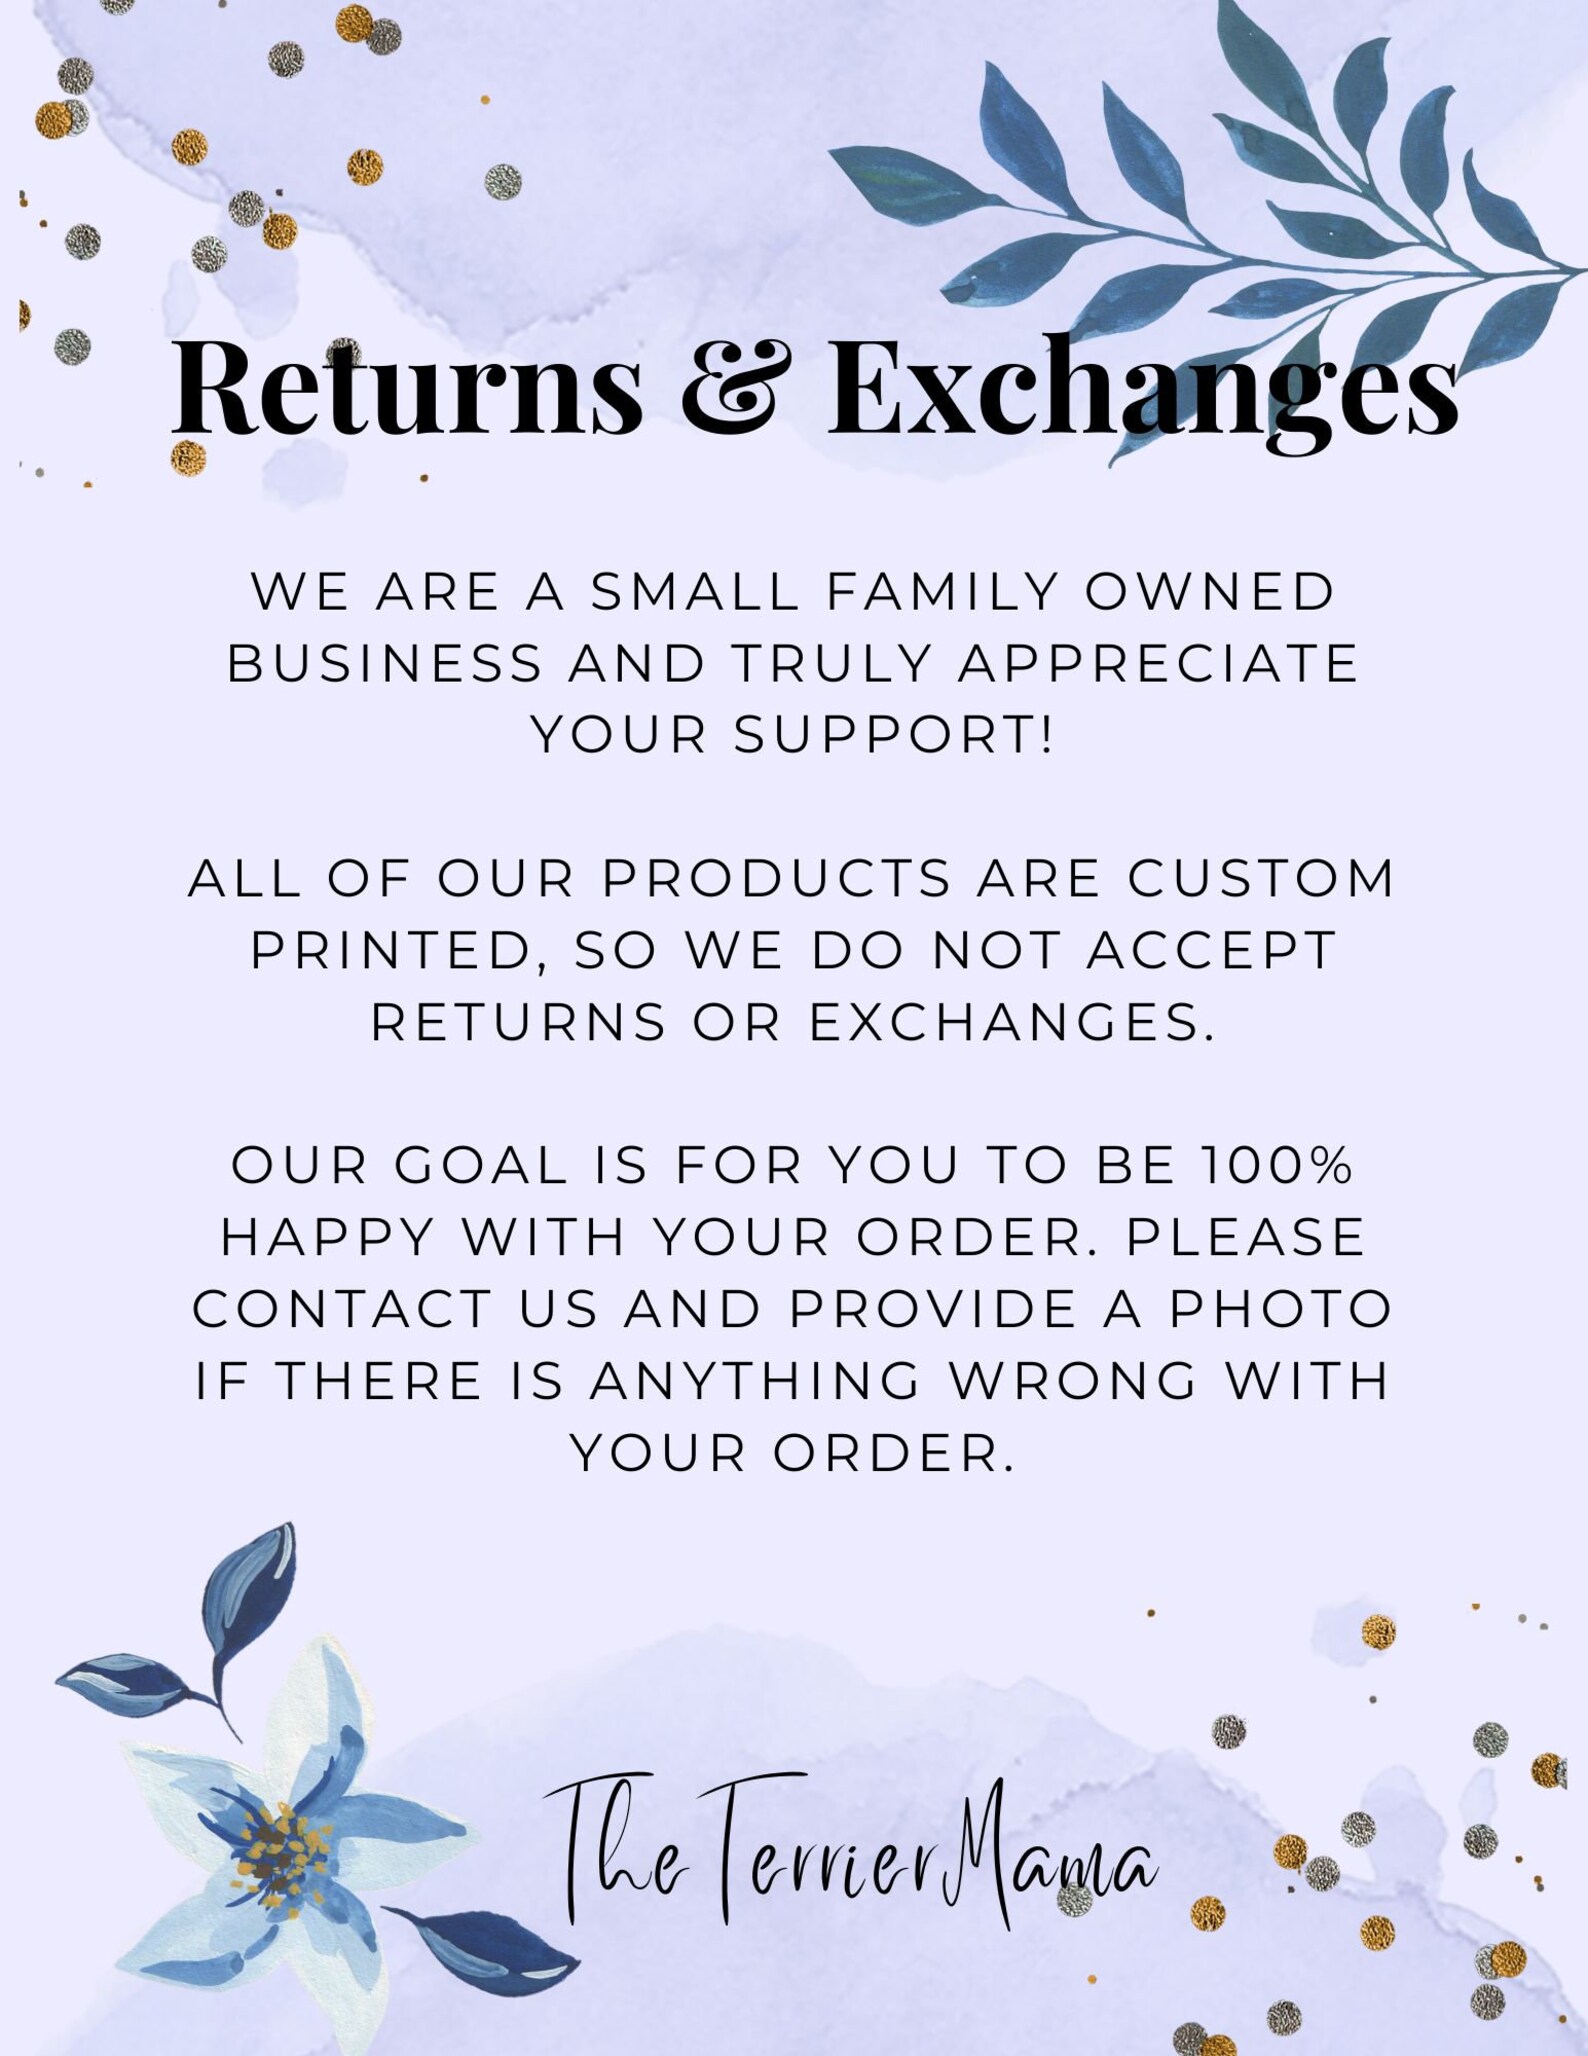 Returns & Exchanges
WE ARE A SMALL FAMILY OWNED
BUSINESS AND TRULY APPRECIATE
YOUR SUPPORT!
ALL OF OUR PRODUCTS ARE CUSTOM
PRINTED, SO WE DO NOT ACCEPT
RETURNS OR EXCHANGES.
OUR GOAL IS FOR YOU TO BE 100%
HAPPY WITH YOUR ORDER. PLEASE
CONTACT US AND PROVIDE A PHOTO
IF THERE IS ANYTHING WRONG WITH
YOUR ORDER.
TheTerrierMama